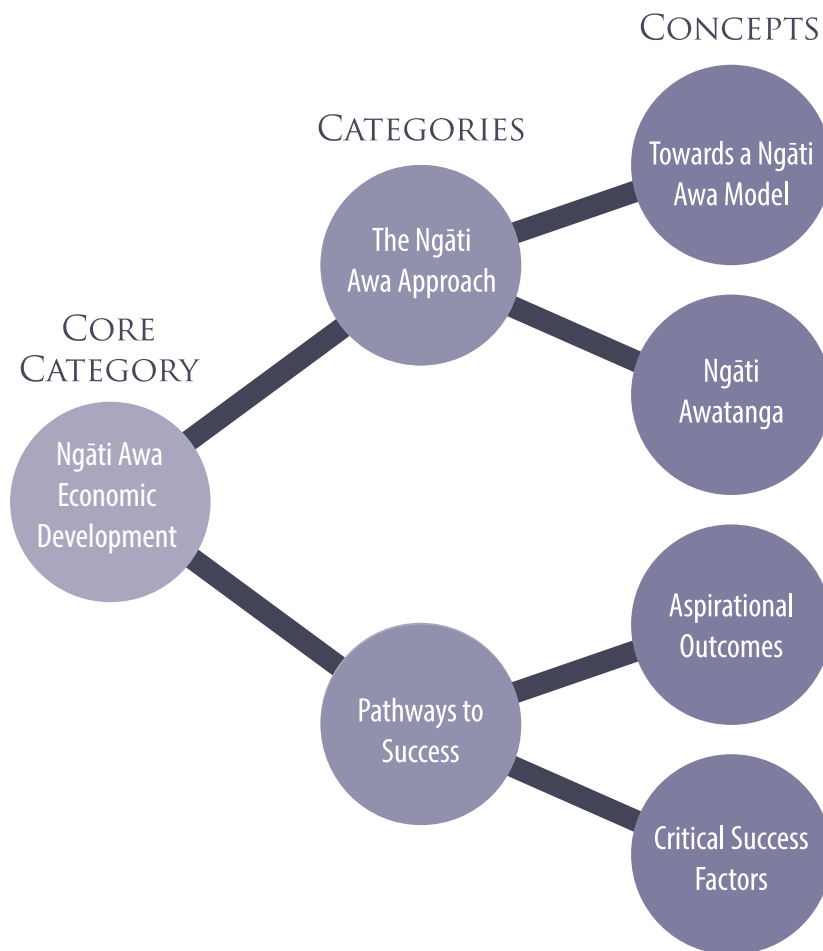 CONCEPTS
CATEGORIES
Towards a Ngāti
Awa Model
The Ngāti
Awa Approach
CORE
CATEGORY
Ngāti
Awatanga
Ngāti Awa
Economic
Development
Aspirational
Outcomes
Pathways to
Success
Critical Success
Factors